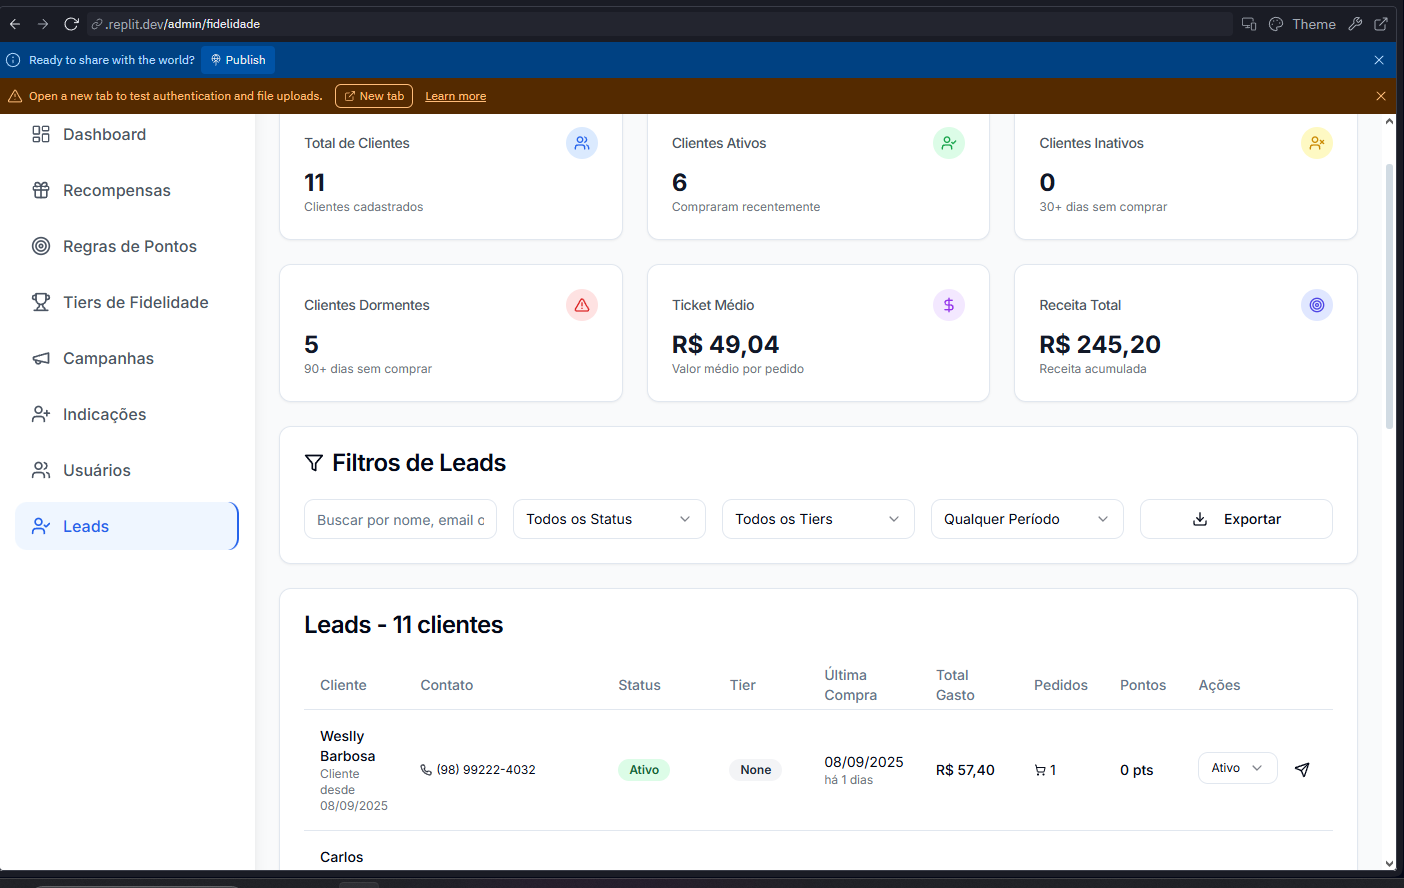 .replit.dev/admin/fidelidade
Theme
Ready to share with the world?
Publish
Open a new tab to test authentication and file uploads.
New tab
Learn more
Dashboard
Recompensas
Regras de Pontos
Tiers de Fidelidade
Campanhas
Indicações
Usuários
Leads
Total de Clientes
11
Clientes cadastrados
Clientes Ativos
6
Compraram recentemente
Clientes Inativos
0
30+ dias sem comprar
Clientes Dormentes
5
90+ dias sem comprar
Ticket Médio
R$ 49,04
Valor médio por pedido
Receita Total
R$ 245,20
Receita acumulada
Filtros de Leads
Buscar por nome, email c
Todos os Status
Todos os Tiers
Qualquer Período
Exportar
Leads - 11 clientes
Cliente
Contato
Status
Tier
Última
Compra
Total
Gasto
Pedidos
Pontos
Ações
Weslly
Barbosa
Cliente
desde
08/09/2025
(98) 99222-4032
Ativo
None
08/09/2025
há 1 dias
R$ 57,40
1
0 pts
Ativo
Carlos